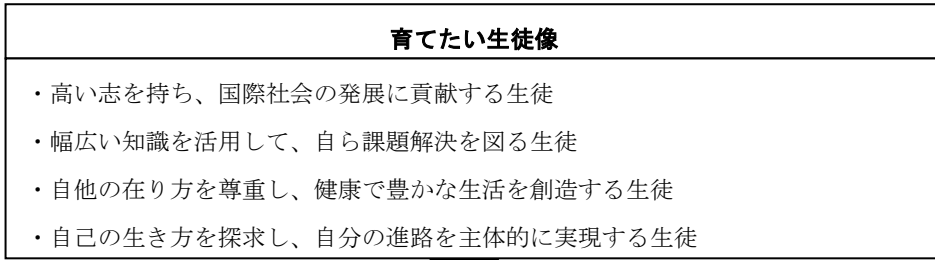 育てたい生徒像
・高い志を持ち、国際社会の発展に貢献する生徒
・幅広い知識を活用して、自ら課題解決を図る生徒
・自他の在り方を尊重し、健康で豊かな生活を創造する生徒
・自己の生き方を探求し、自分の進路を主体的に実現する生徒